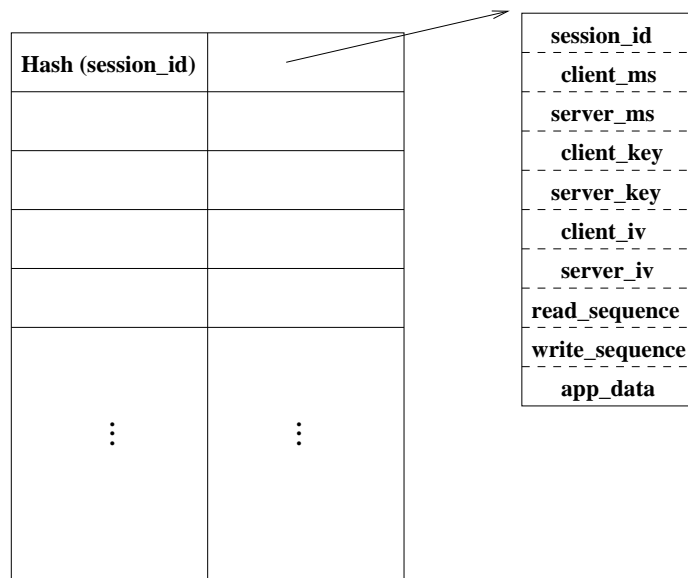 Hash (session_id)
⋮ ⋮
session_id
client_ms
server_ms
client_key
server_key
client_iv
server_iv
read_sequence
write_sequence
app_data